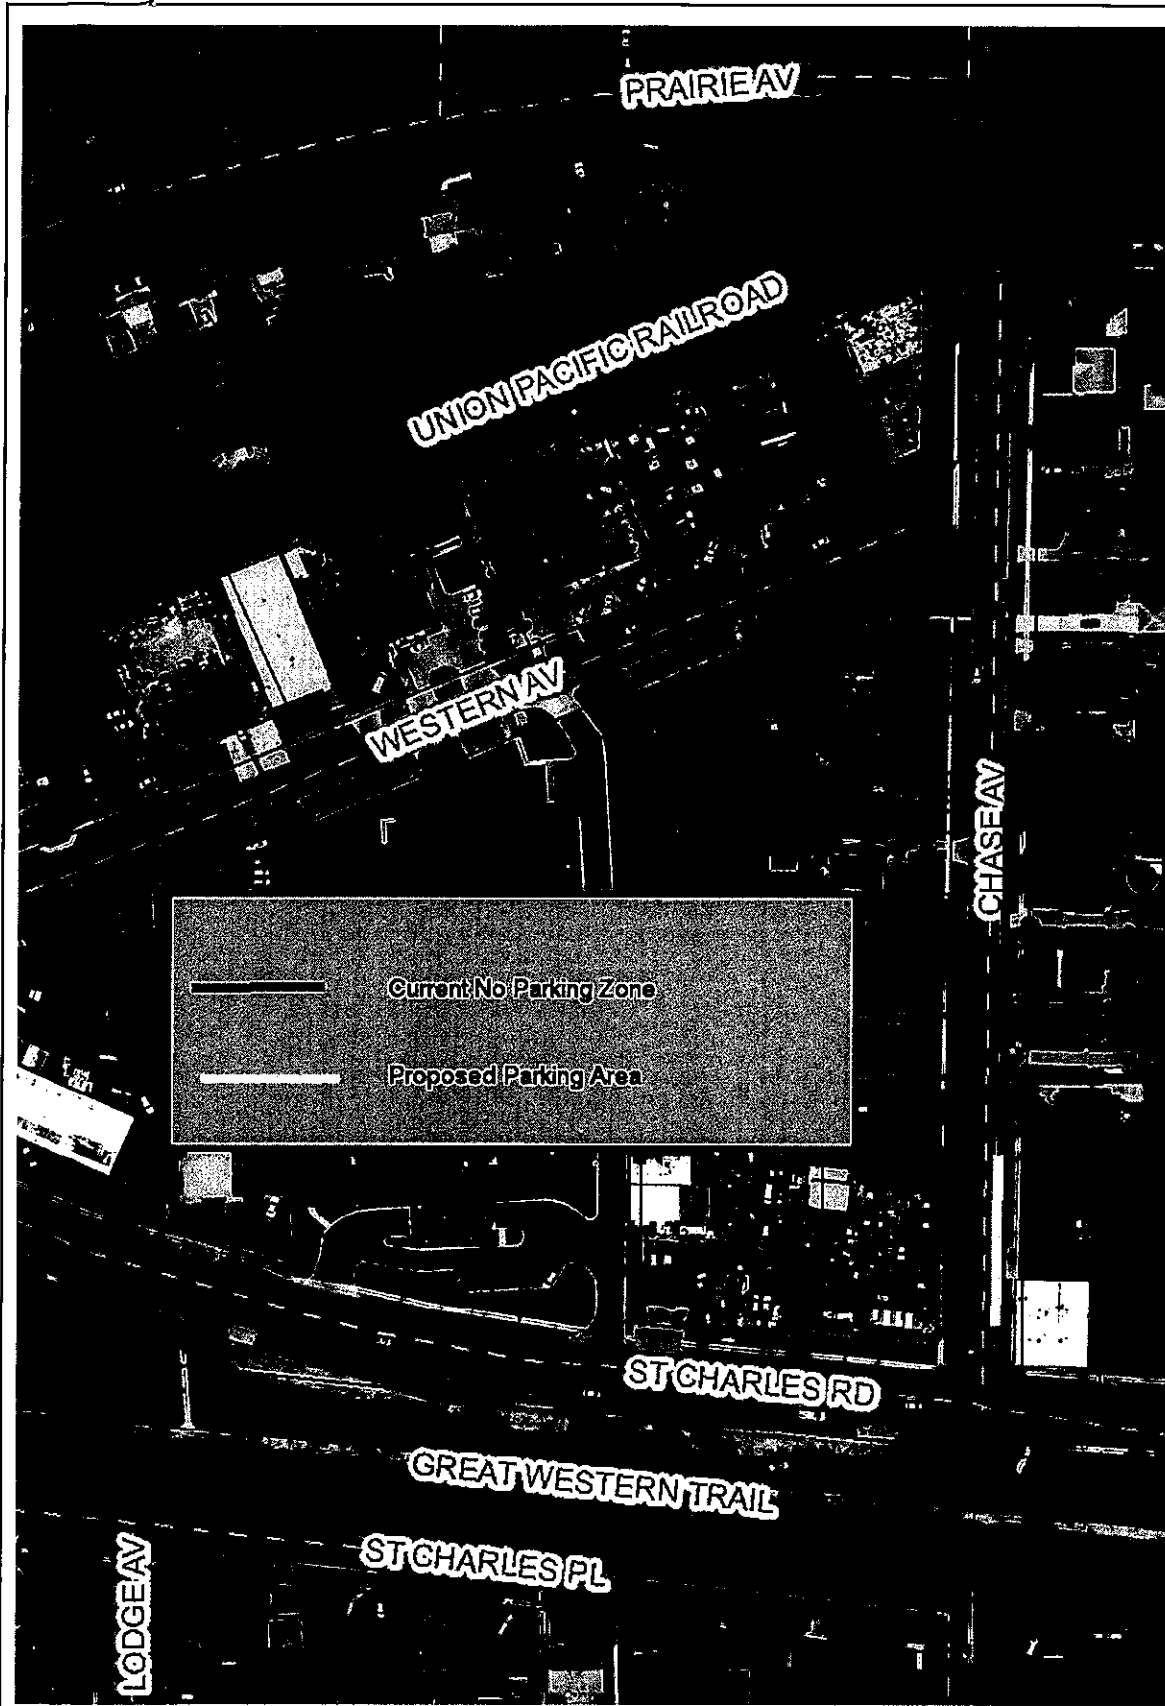 PRAIRIE AV
UNION PACIFIC RAILROAD
WESTERN AV
CHASE AV
Current No Parking Zone
Proposed Parking Area
ST CHARLES RD
GREAT WESTERN TRAIL
ST CHARLES PL
LODGE AV